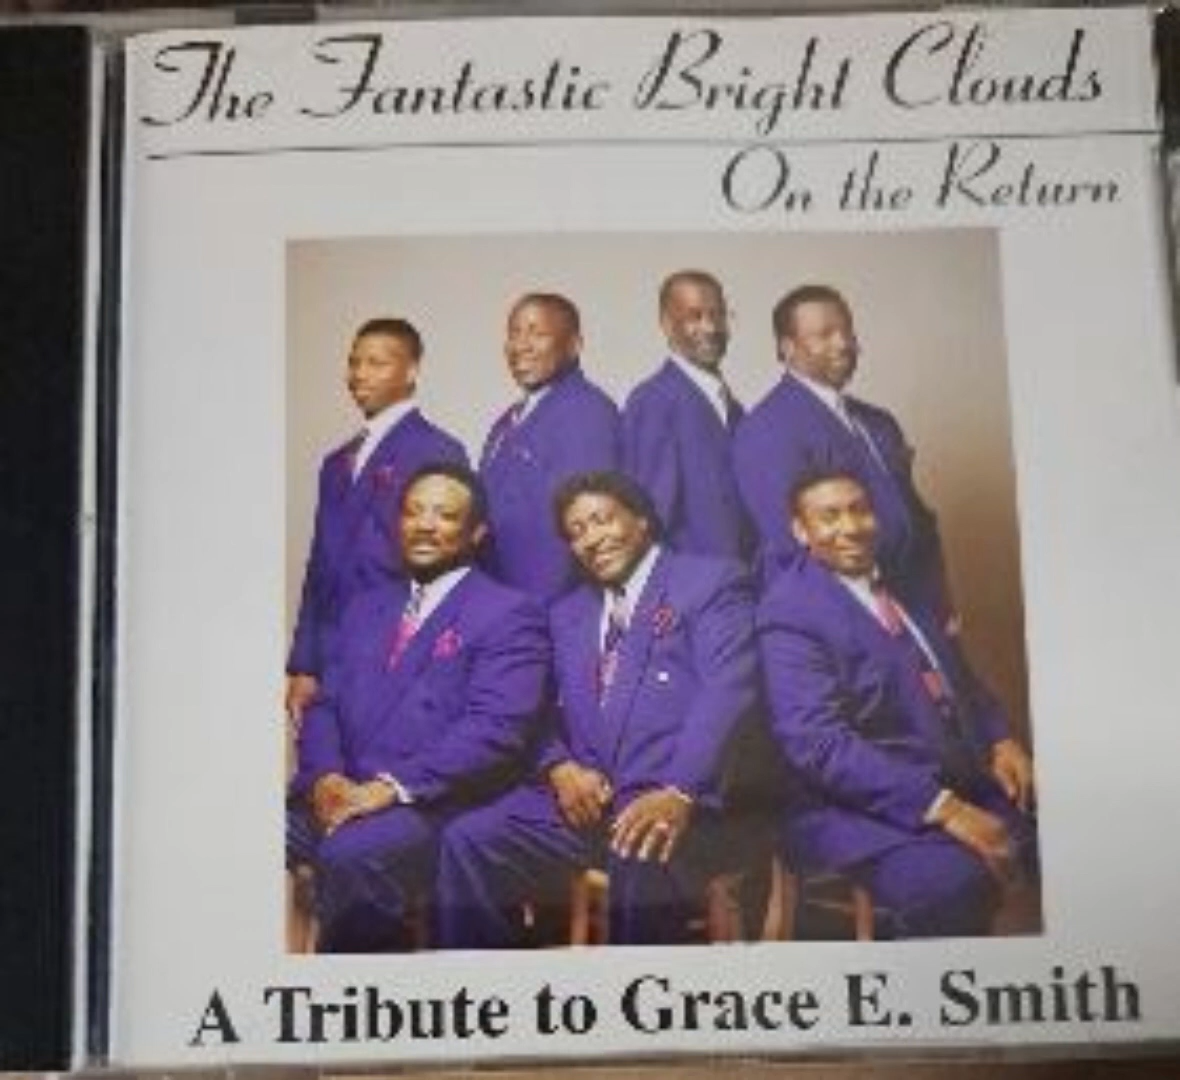 The Fantastic Bright Clouds
On the Return
A Tribute to Grace E. Smith